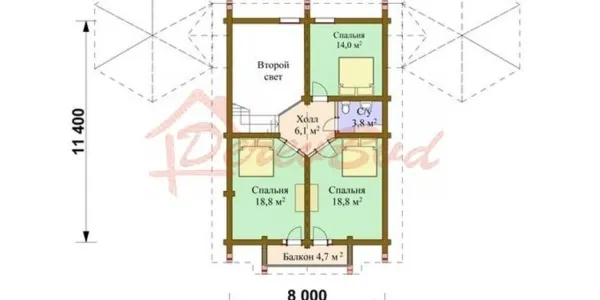 Спальня
14,0 м²
Второй
свет
С/у
3,8 м²
Холл
6,1 м²
11 400
DerevBud
Спальня
18,8 м²
Спальня
18,8 м²
Балкон 4,7 м²
8 000